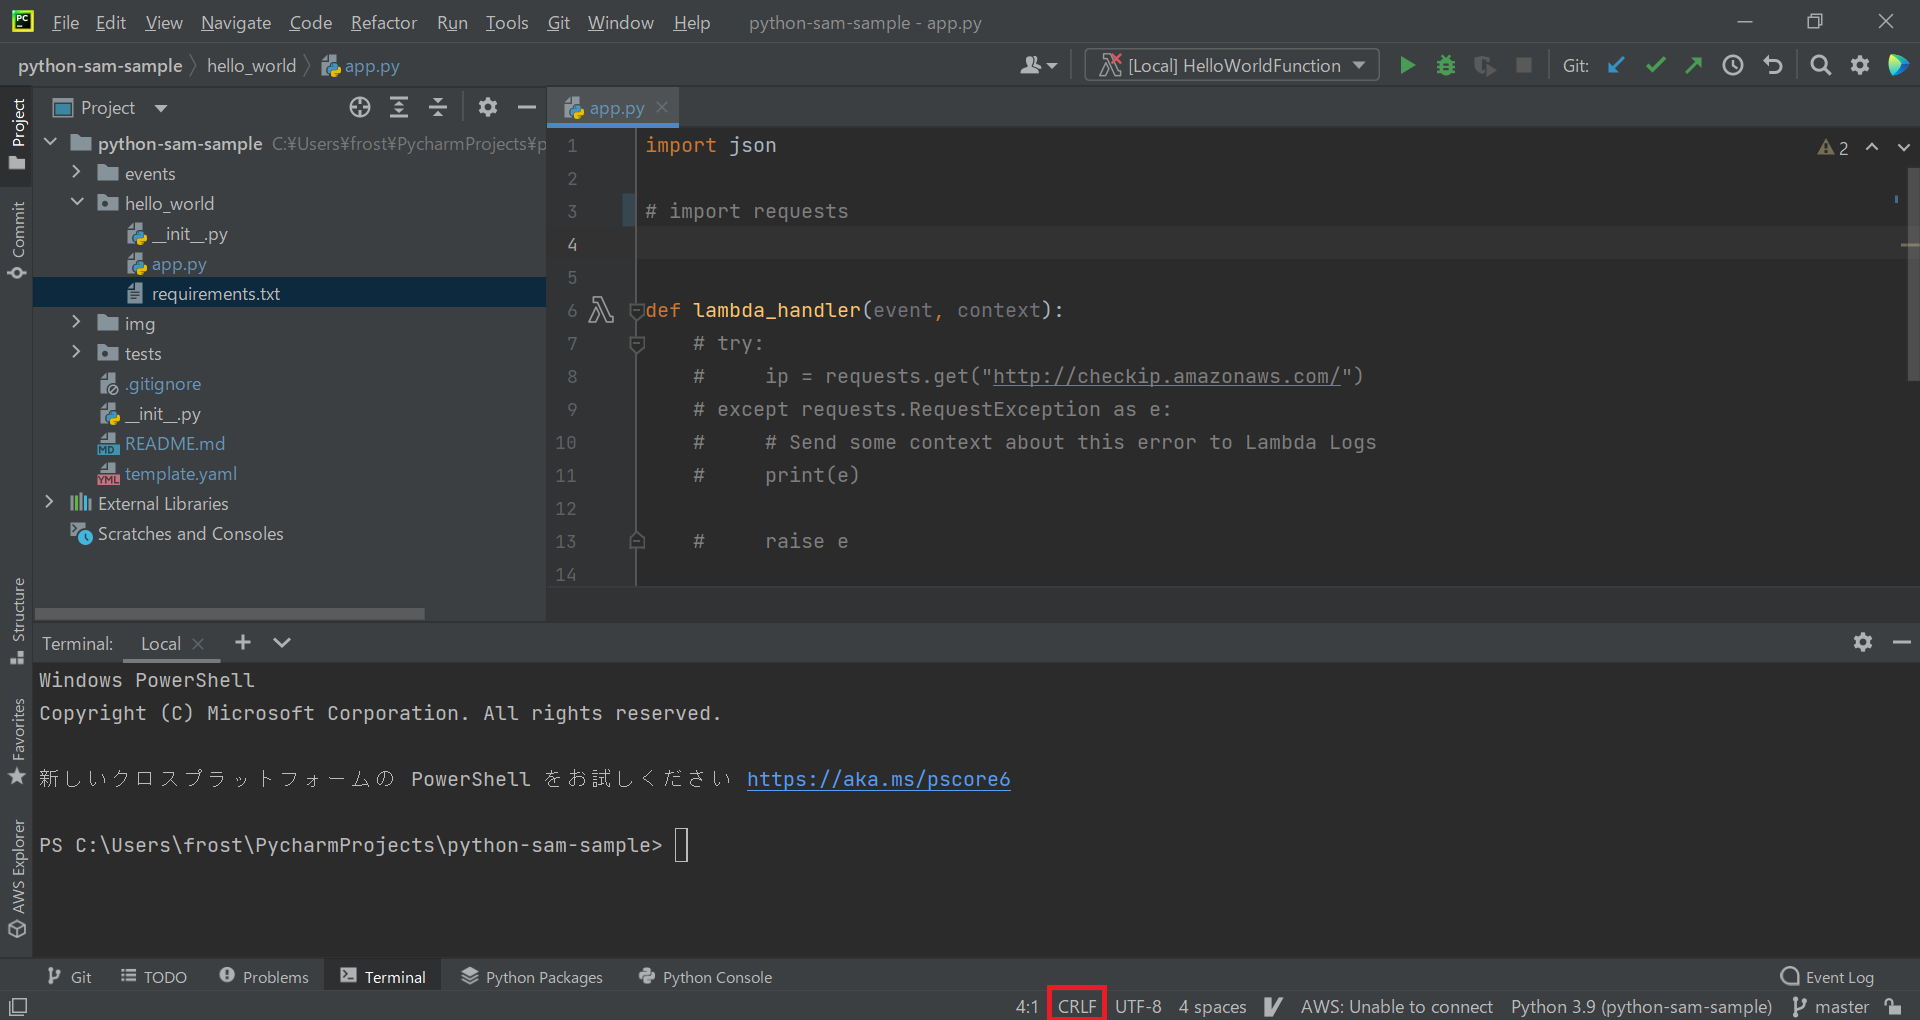 PC File Edit View Navigate Code Refactor Run Tools Git Window Help python-sam-sample - app.py
python-sam-sample hello_world app.py [Local] HelloWorldFunction Git:
Project
Project
Commit
python-sam-sample C:¥Users¥frost¥PycharmProjects¥p
events
hello_world
__init__.py
app.py
requirements.txt
img
tests
.gitignore
__init__.py
README.md
template.yaml
External Libraries
Scratches and Consoles
app.py
2
1 import json
2
3 # import requests
4
5
6 def lambda_handler(event, context):
7 # try:
8 # ip = requests.get("http://checkip.amazonaws.com/")
9 # except requests.RequestException as e:
10 # # Send some context about this error to Lambda Logs
11 # print(e)
12
13 # raise e
14
Structure
Favorites
AWS Explorer
Terminal: Local
Windows PowerShell
Copyright (C) Microsoft Corporation. All rights reserved.
新しいクロスプラットフォームの PowerShell をお試しください https://aka.ms/pscore6
PS C:\Users\frost\PycharmProjects\python-sam-sample>
Git TODO Problems Terminal Python Packages Python Console Event Log
4:1 CRLF UTF-8 4 spaces AWS: Unable to connect Python 3.9 (python-sam-sample) master